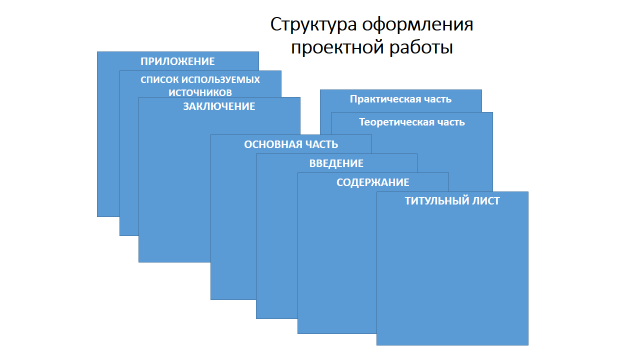 Структура оформления
проектной работы
ПРИЛОЖЕНИЕ
СПИСОК ИСПОЛЬЗУЕМЫХ
ИСТОЧНИКОВ
ЗАКЛЮЧЕНИЕ
Практическая часть
Теоретическая часть
ОСНОВНАЯ ЧАСТЬ
ВВЕДЕНИЕ
СОДЕРЖАНИЕ
ТИТУЛЬНЫЙ ЛИСТ